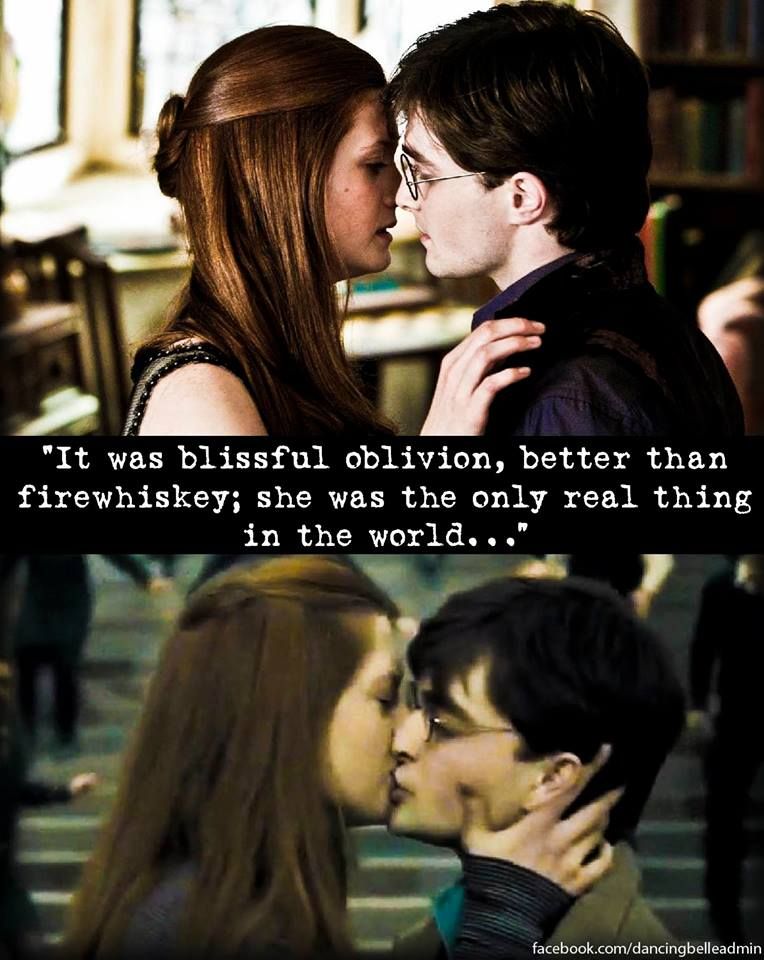 "It was blissful oblivion, better than
firewhiskey; she was the only real thing
in the world..."
facebook.com/dancingbelleadmin